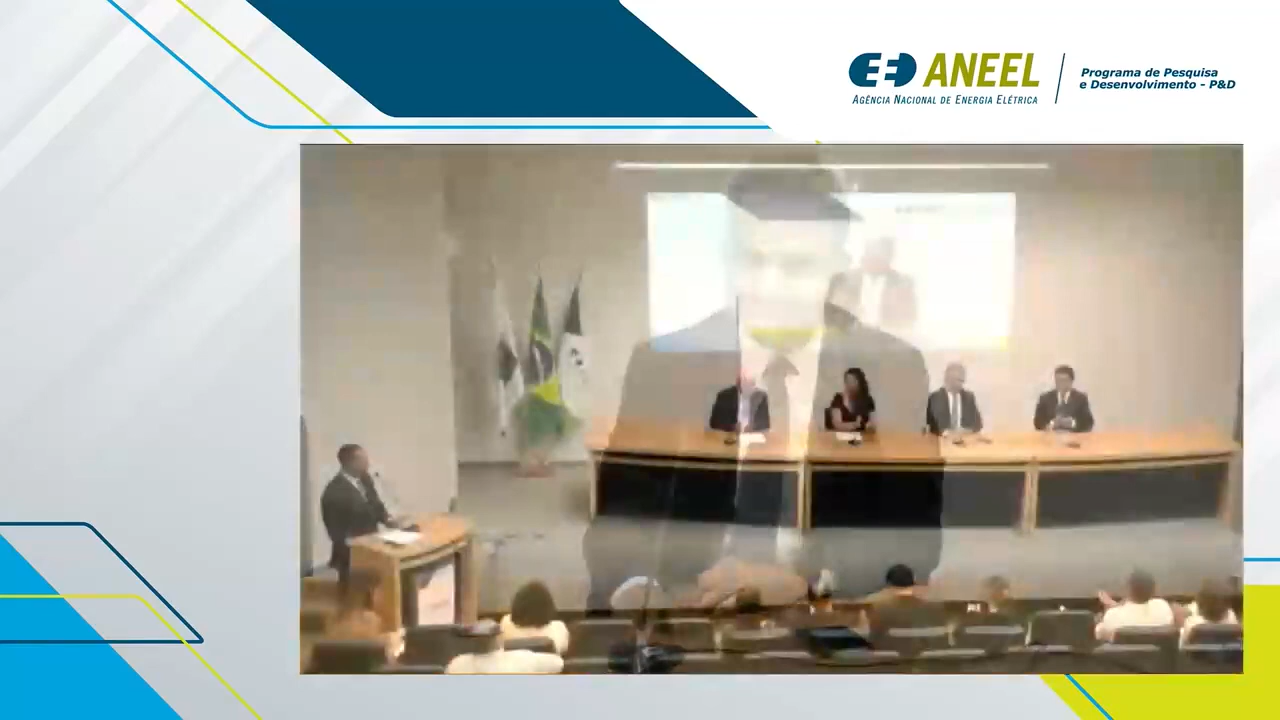 ANEEL
AGÊNCIA NACIONAL DE ENERGIA ELÉTRICA
Programa de Pesquisa
e Desenvolvimento - P&D